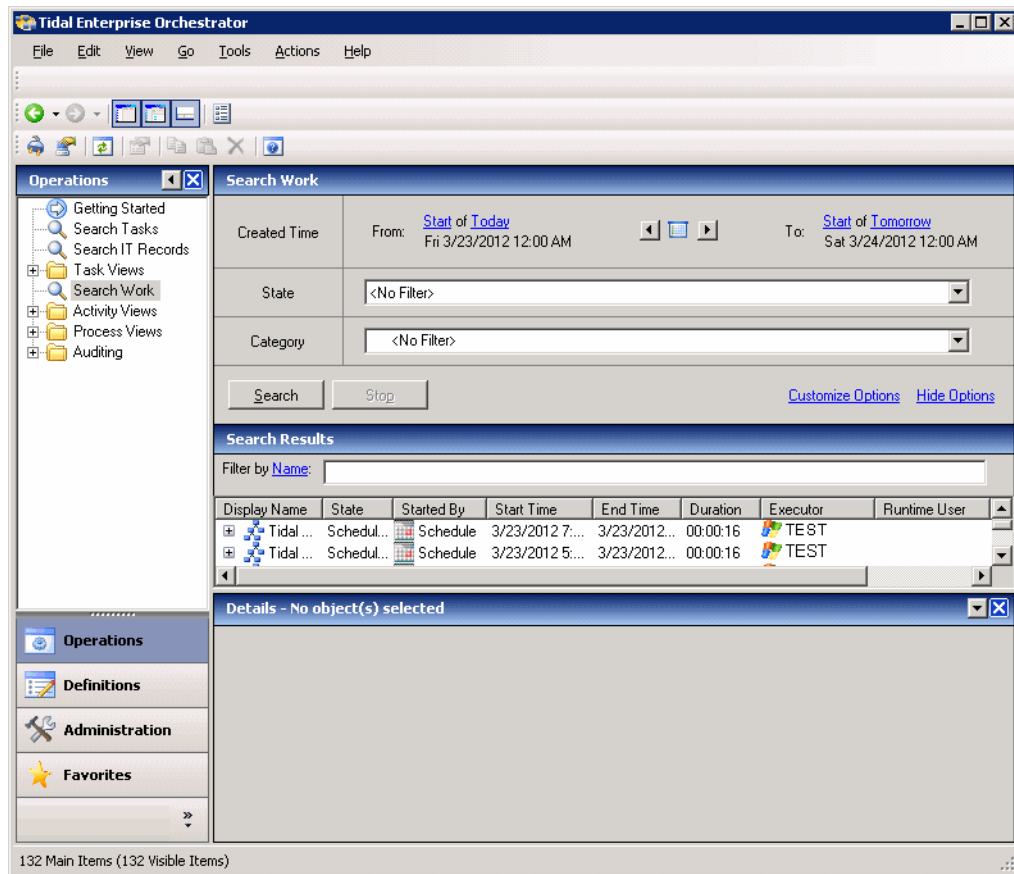 Tidal Enterprise Orchestrator
File Edit View Go Tools Actions Help
Operations
Getting Started
Search Tasks
Search IT Records
Task Views
Search Work
Activity Views
Process Views
Auditing
Operations
Definitions
Administration
Favorites
Search Work
Created Time From: Start of Today To: Start of Tomorrow
Fri 3/23/2012 12:00 AM Sat 3/24/2012 12:00 AM
State <No Filter>
Category <No Filter>
Search Stop Customize Options Hide Options
Search Results
Filter by Name:
Display Name State Started By Start Time End Time Duration Executor Runtime User
Tidal ... Schedul... Schedule 3/23/2012 7:... 3/23/2012... 00:00:16 TEST
Tidal ... Schedul... Schedule 3/23/2012 5:... 3/23/2012... 00:00:16 TEST
Details - No object(s) selected
132 Main Items (132 Visible Items)